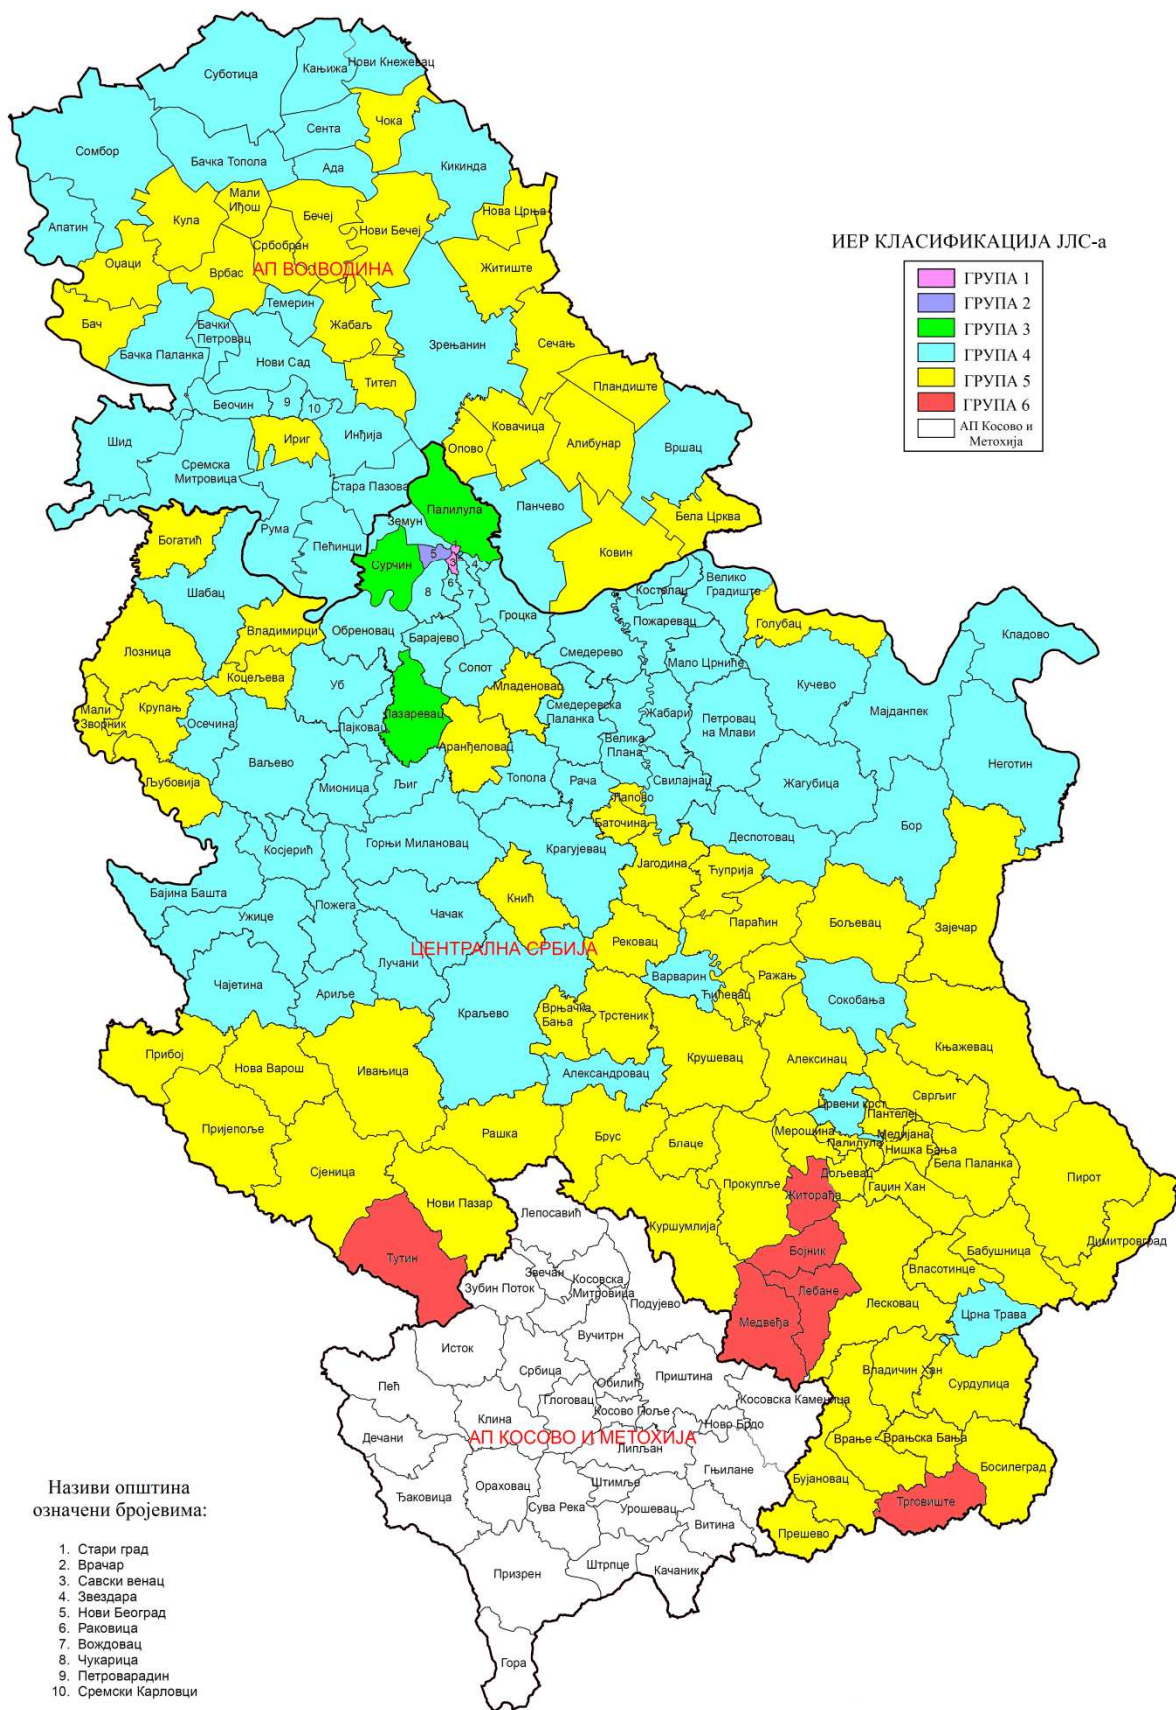 Суботица
Кањижа
Нови Кнежевац
Чока
Сента
Сомбор
Бачка Топола
Ада
Кикинда
Мали
Иђош
Кула
Бечеј
Нова Црња
Апатин
Нови Бечеј
Србобран
Оџаци
Врбас
АП ВОЈВОДИНА
Житиште
Темерин
Бач
Бачки
Петровац
Жабаљ
Зрењанин
Сечањ
Бачка Паланка
Нови Сад
Тител
Пландиште
Беочин
9
10
Ковачица
Шид
Ириг
Инђија
Опово
Алибунар
Вршац
Сремска
Митровица
Стара Пазова
Палилула
Панчево
Бела Црква
Земун
Рума
Пећинци
Богатић
Ковин
Сурчин
5
1
3
4
6
7
8
ИЕР КЛАСИФИКАЦИЈА ЈЛС-а
ГРУПА 1
ГРУПА 2
ГРУПА 3
ГРУПА 4
ГРУПА 5
ГРУПА 6
АП Косово и
Метохија
Шабац
Костолац
Велико
Градиште
Гроцка
Пожаревац
Голубац
Владимирци
Обреновац
Барајево
Кладово
Лозница
Смедерево
Сопот
Мало Црниће
Коцељева
Уб
Младеновац
Кучево
Мали
Зворник
Крупањ
Осечина
Лазаревац
Смедеревска
Паланка
Жабари
Петровац
на Млави
Мајданпек
Лајковац
Аранђеловац
Велика
Плана
Ваљево
Неготин
Љубовија
Мионица
Љиг
Топола
Рача
Свилајнац
Жагубица
Лапово
Баточина
Деспотовац
Бор
Косјерић
Горњи Милановац
Крагујевац
Јагодина
Ћуприја
Бајина Башта
Пожега
Кнић
Ужице
Чачак
Параћин
Бољевац
Зајечар
ЦЕНТРАЛНА СРБИЈА
Рековац
Лучани
Варварин
Ражањ
Чајетина
Ариље
Ћићевац
Сокобања
Краљево
Врњачка
Бања
Трстеник
Прибој
Крушевац
Алексинац
Књажевац
Нова Варош
Ивањица
Александровац
Сврљиг
Црвени крст
Пантелеј
Пријепоље
Рашка
Брус
Блаце
Мерошина
Медијана
Палилула
Нишка Бања
Бела Паланка
Сјеница
Дољевац
Пирот
Прокупље
Житорађа
Гаџин Хан
Нови Пазар
Лепосавић
Куршумлија
Димитровград
Бојник
Бабушница
Тутин
Звечан
Косовска
Митровица
Власотинце
Зубин Поток
Лебане
Подујево
Лесковац
Црна Трава
Медвеђа
Вучитрн
Исток
Србица
Владичин Хан
Сурдулица
Обилић
Приштина
Пећ
Глоговац
Косово Поље
Косовска Каменица
Клина
Ново Брдо
Дечани
АП КОСОВО И МЕТОХИЈА
Врање
Врањска Бања
Липљан
Гњилане
Босилеград
Бујановац
Ђаковица
Ораховац
Штимље
Сува Река
Урошевац
Трговиште
Витина
Прешево
Призрен
Штрпце
Качаник
Гора
Називи општина
означени бројевима:
1. Стари град
2. Врачар
3. Савски венац
4. Звездара
5. Нови Београд
6. Раковица
7. Вождовац
8. Чукарица
9. Петроварадин
10. Сремски Карловци